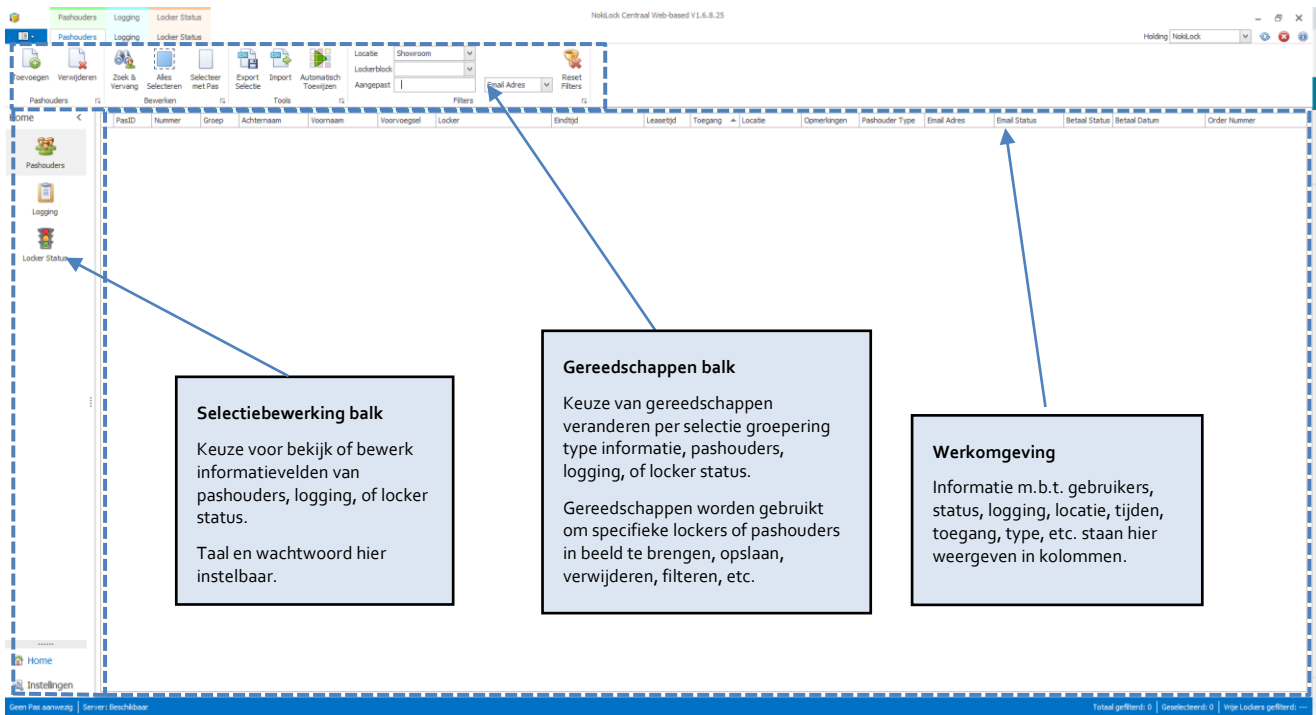 Pashouders Logging Locker Status
NokLock Centraal Web-based V1.6.8.25
Pashouders Logging Locker Status
Holding NokLock
Toevoegen Verwijderen
Zoek & Vervang
Alles Selecteren
Selecteer met Pas
Export Selectie
Import
Automatisch Toewijzen
Locatie Showroom
Lockerblock
Aangepast
Email Adres
Reset Filters
Pashouders Bewerken Tools Filters
Home
PasID Nummer Groep Achternaam Voornaam Voorvoegsel Locker Eindtijd Leasetijd Toegang Locatie Opmerkingen Pashouder Type Email Adres Email Status Betaal Status Betaal Datum Order Nummer
Pashouders
Logging
Locker Status
Selectiebewerking balk
Keuze voor bekijk of bewerk
informatievelden van
pashouders, logging, of locker
status.
Taal en wachtwoord hier
instelbaar.
Gereedschappen balk
Keuze van gereedschappen
veranderen per selectie groepering
type informatie, pashouders,
logging, of locker status.
Gereedschappen worden gebruikt
om specifieke lockers of pashouders
in beeld te brengen, opslaan,
verwijderen, filteren, etc.
Werkomgeving
Informatie m.b.t. gebruikers,
status, logging, locatie, tijden,
toegang, type, etc. staan hier
weergeven in kolommen.
Home
Instellingen
Geen Pas aanwezig Server: Beschikbaar
Totaal gefilterd: 0 Geselecteerd: 0 Vrije Lockers gefilterd: ---